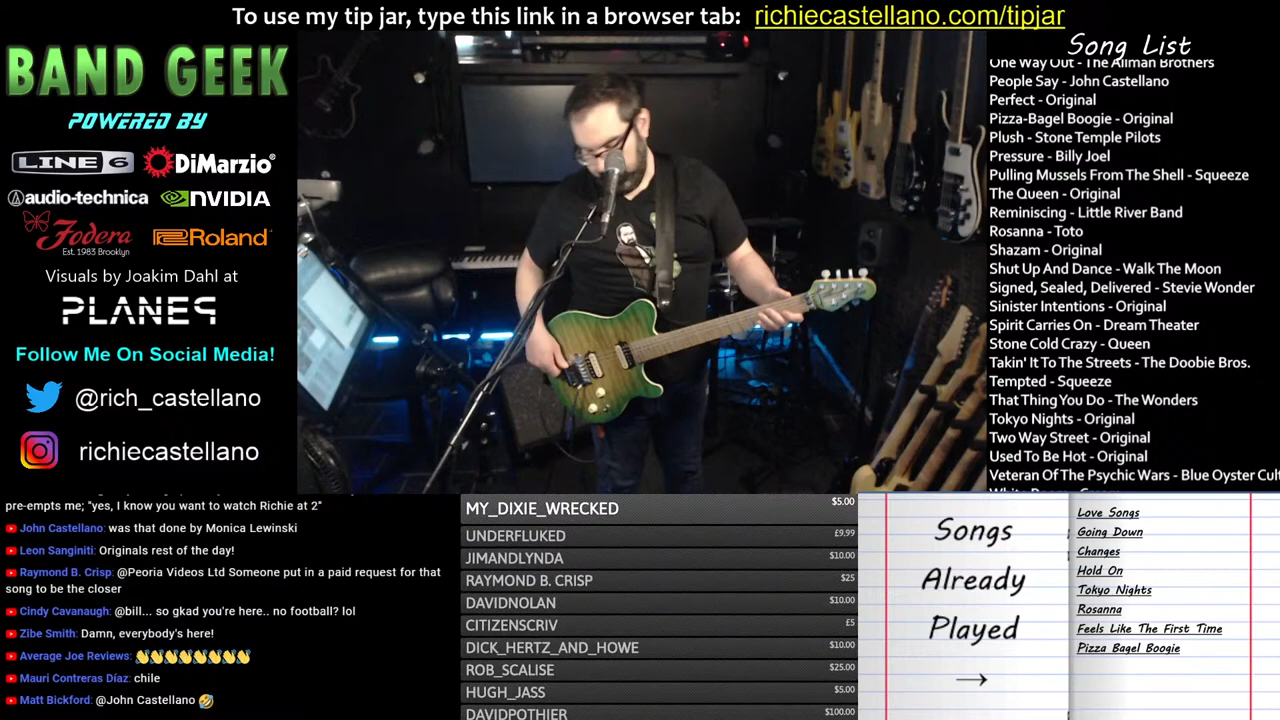 To use my tip jar, type this link in a browser tab: richiecastellano.com/tipjar
BAND GEEK
POWERED BY
LINE 6
DiMarzio
audio-technica
NVIDIA
Fodera
Est. 1983 Brooklyn
Roland
Visuals by Joakim Dahl at
PLANE9
Follow Me On Social Media!
@rich_castellano
richiecastellano
Song List
One Way Out - The Allman Brothers
People Say - John Castellano
Perfect - Original
Pizza-Bagel Boogie - Original
Plush - Stone Temple Pilots
Pressure - Billy Joel
Pulling Mussels From The Shell - Squeeze
The Queen - Original
Reminiscing - Little River Band
Rosanna - Toto
Shazam - Original
Shut Up And Dance - Walk The Moon
Signed, Sealed, Delivered - Stevie Wonder
Sinister Intentions - Original
Spirit Carries On - Dream Theater
Stone Cold Crazy - Queen
Takin' It To The Streets - The Doobie Bros.
Tempted - Squeeze
That Thing You Do - The Wonders
Tokyo Nights - Original
Two Way Street - Original
Used To Be Hot - Original
Veteran Of The Psychic Wars - Blue Oyster Cult
pre-empts me; "yes, I know you want to watch Richie at 2"
John Castellano: was that done by Monica Lewinski
Leon Sanginiti: Originals rest of the day!
Raymond B. Crisp: @Peoria Videos Ltd Someone put in a paid request for that
song to be the closer
Cindy Cavanaugh: @bill... so gkad you're here.. no football? lol
Zibe Smith: Damn, everybody's here!
Average Joe Reviews: 👏👏👏👏👏👏👏👏
Mauri Contreras Díaz: chile
Matt Bickford: @John Castellano 🤣
MY_DIXIE_WRECKED $5.00
UNDERFLUKED £9.99
JIMANDLYNDA $10.00
RAYMOND B. CRISP $25
DAVIDNOLAN $10.00
CITIZENSCRIV £5
DICK_HERTZ_AND_HOWE $10.00
ROB_SCALISE $25.00
HUGH_JASS $5.00
DAVIDPOTHIER $100.00
Songs
Already
Played
→
Love Songs
Going Down
Changes
Hold On
Tokyo Nights
Rosanna
Feels Like The First Time
Pizza Bagel Boogie